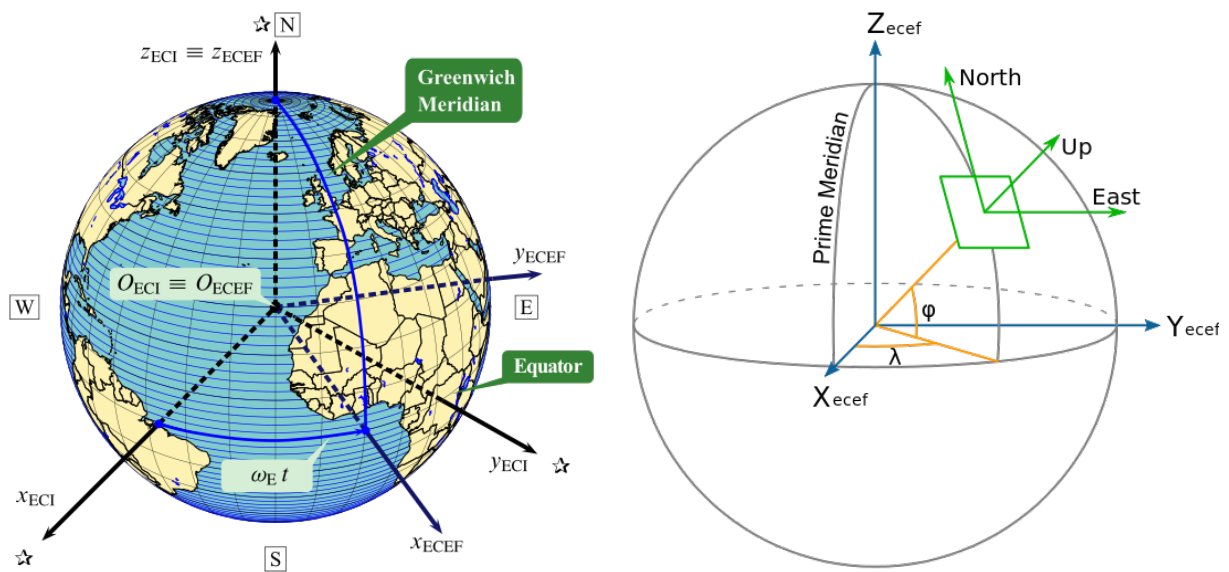 ☆ N
z_ECI ≡ z_ECEF
Greenwich
Meridian
y_ECEF
O_ECI ≡ O_ECEF
W
E
Equator
y_ECI ☆
ω_E t
x_ECI
☆
x_ECEF
S
Z_ecef
North
Up
East
Prime Meridian
φ
λ
Y_ecef
X_ecef